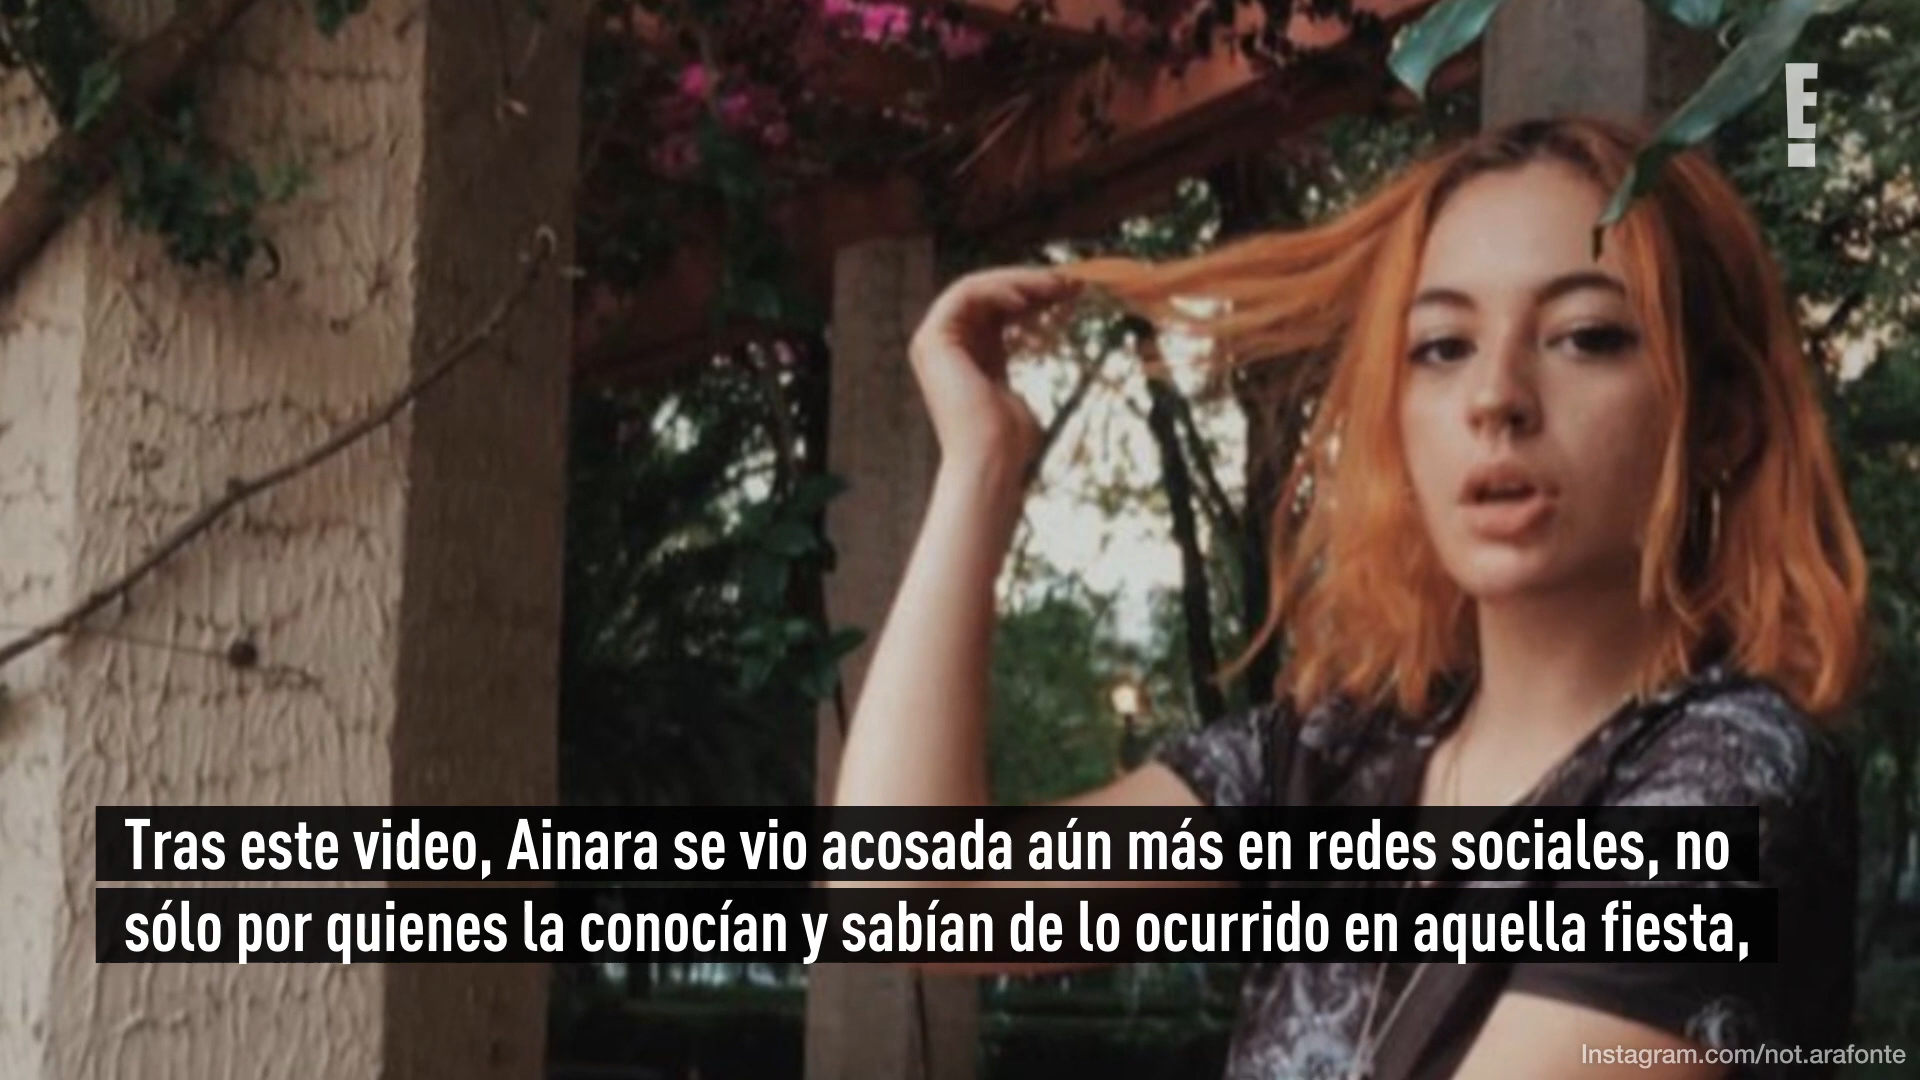 E!
Tras este video, Ainara se vio acosada aún más en redes sociales, no
sólo por quienes la conocían y sabían de lo ocurrido en aquella fiesta,
Instagram.com/not.arafonte